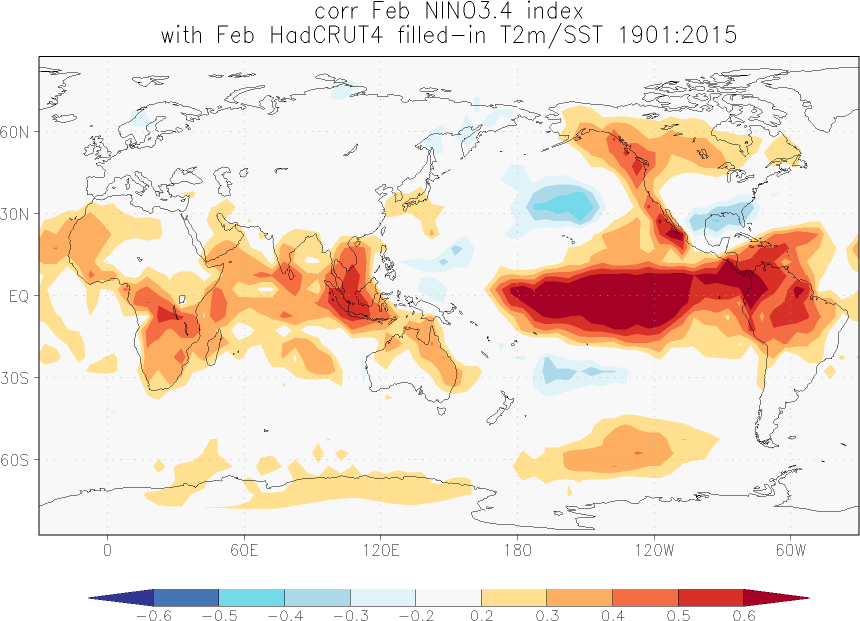 corr Feb NINO3.4 index
with Feb HadCRUT4 filled-in T2m/SST 1901:2015
60N
30N
EQ
30S
60S
0 60E 120E 180 120W 60W
-0.6 -0.5 -0.4 -0.3 -0.2 0.2 0.3 0.4 0.5 0.6